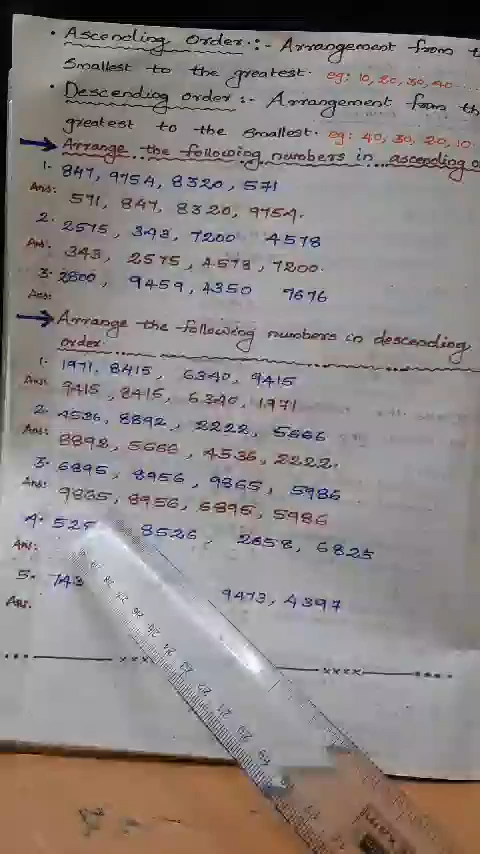 • Ascending Order :- Arrangement from
smallest to the greatest. eg: 10, 20, 30, 40
• Descending order :- Arrangement from
greatest to the smallest. eg: 40, 30, 20, 10
→ Arrange the following numbers in ascending
1. 847, 9754, 8320, 571
Ans: 571, 847, 8320, 9754.
2. 2575, 343, 7200 4578
Ans: 343, 2575, 4578, 7200.
3. 2800, 9459, 4350 7676
Ans:
→ Arrange the following numbers in descending
order.
1. 1971, 8415, 6340, 9415
Ans: 9415, 8415, 6340, 1971
2. 4536, 8892, 2222, 5666
Ans: 8892, 5666, 4536, 2222.
3. 6895, 8956, 9865, 5986
Ans: 9865, 8956, 6895, 5986
4. 8526, 2658, 6825
Ans:
5. 743 9473, 4397
Ans:
xxxx